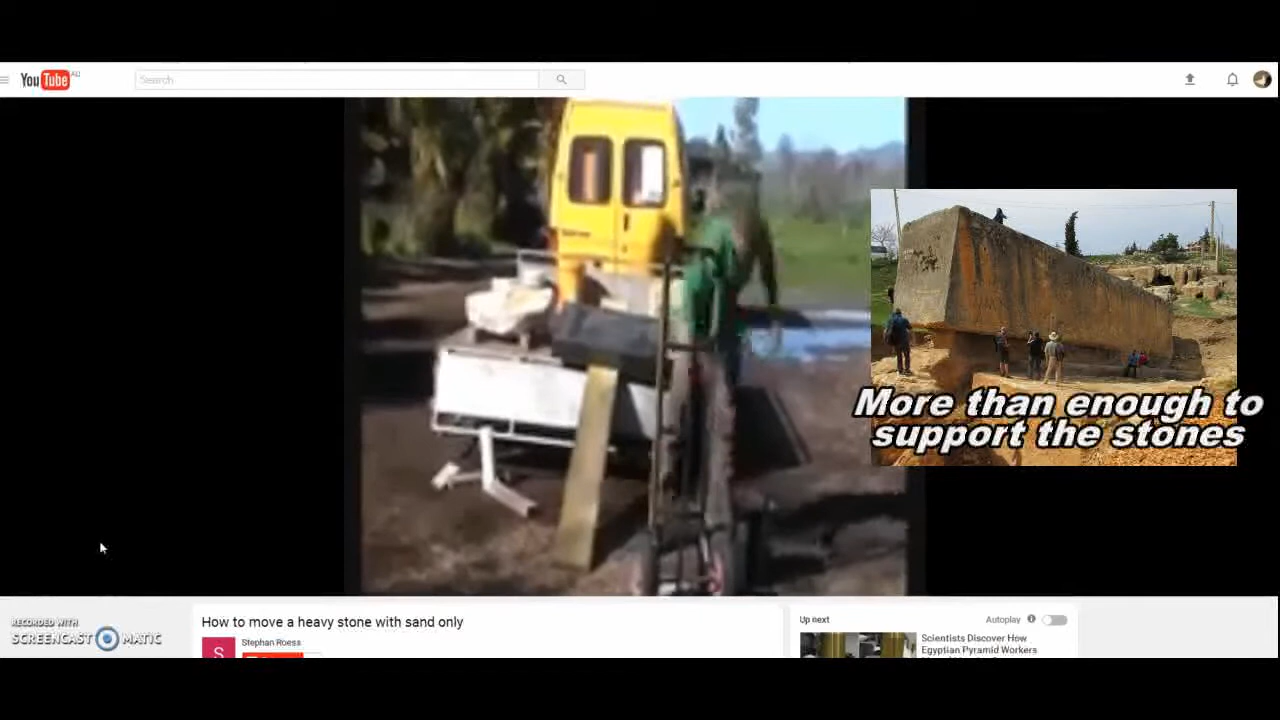 YouTube AU
Search
More than enough to
support the stones
RECORDED WITH
SCREENCAST MATIC
How to move a heavy stone with sand only
S
Stephan Roess
Up next
Autoplay
Scientists Discover How
Egyptian Pyramid Workers